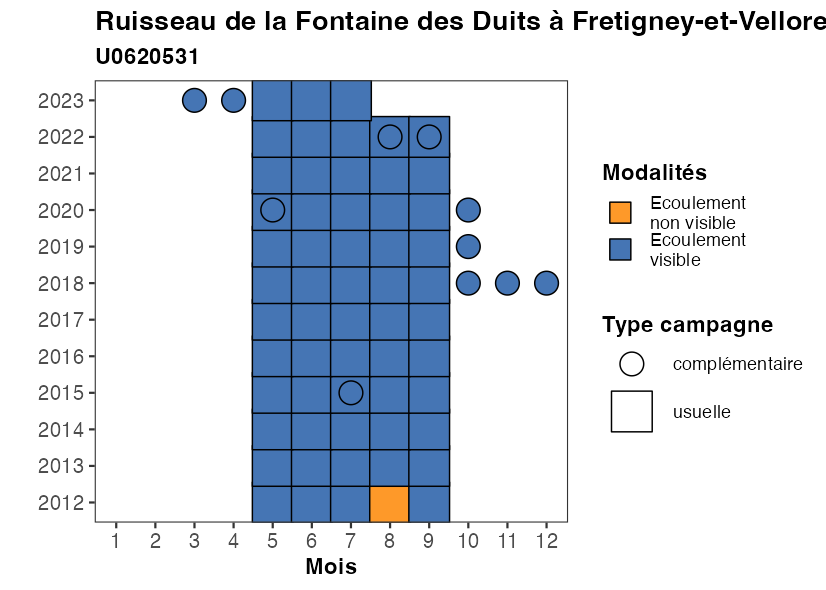 Ruisseau de la Fontaine des Duits à Fretigney-et-Vellore
U0620531
2023
2022
2021
2020
2019
2018
2017
2016
2015
2014
2013
2012
1 2 3 4 5 6 7 8 9 10 11 12
Mois
Modalités
Ecoulement
non visible
Ecoulement
visible
Type campagne
complémentaire
usuelle